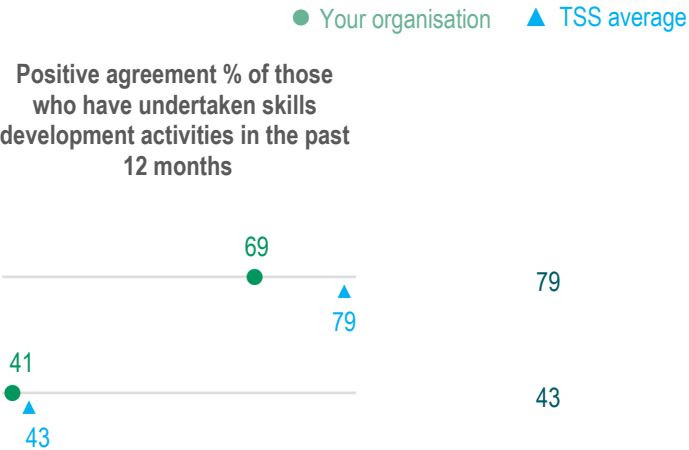 Your organisation TSS average
Positive agreement % of those
who have undertaken skills
development activities in the past
12 months
69
79
79
41
43
43